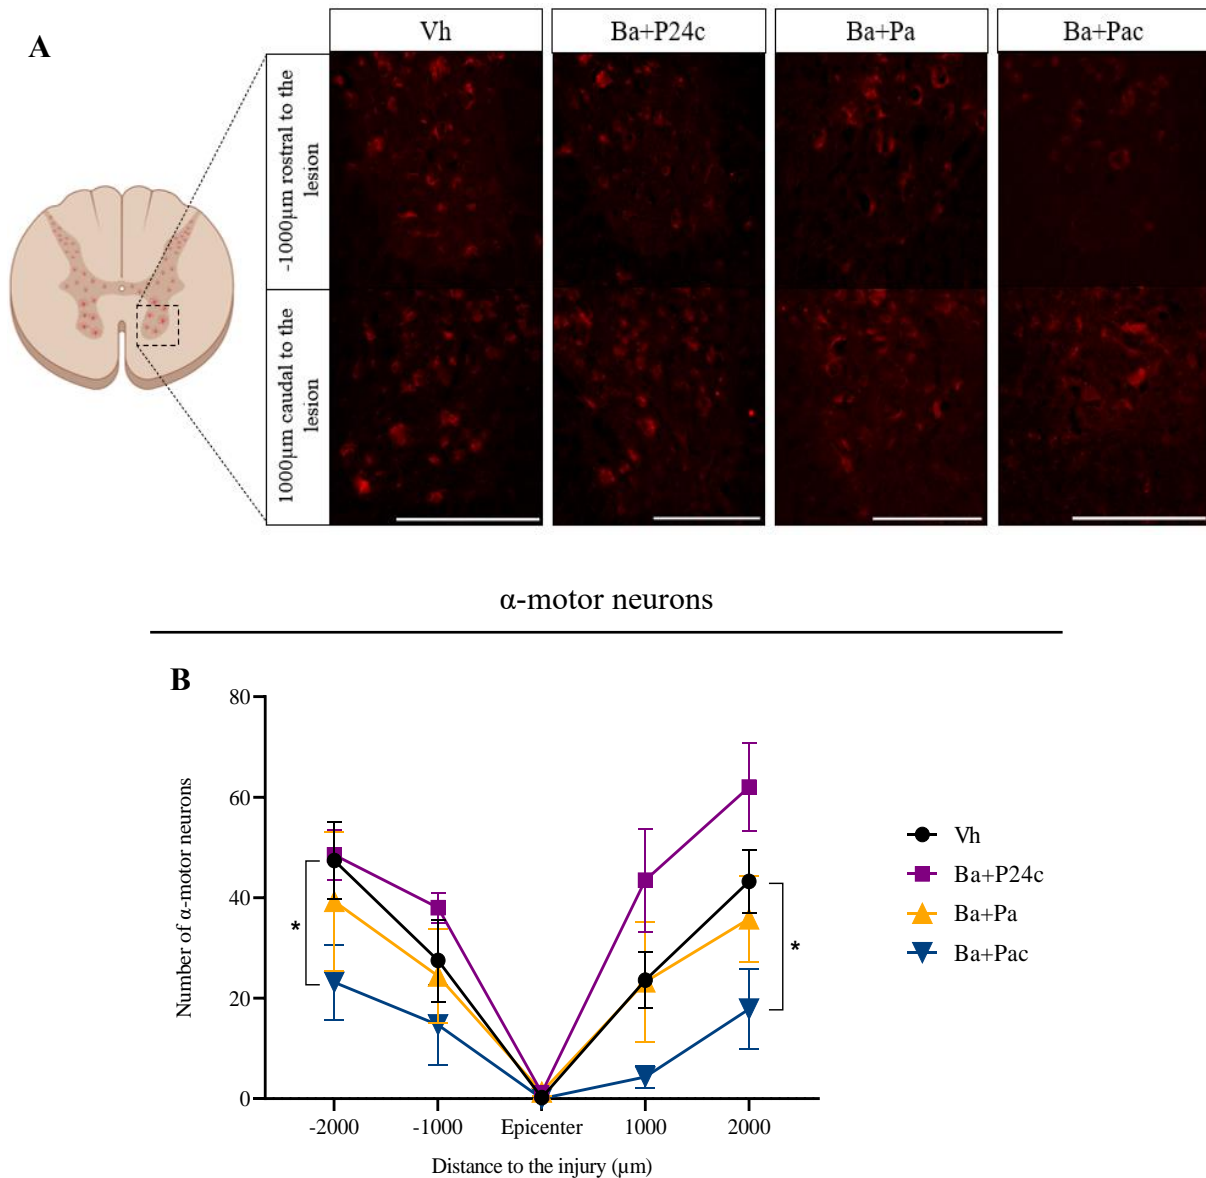 A
Vh
Ba+P24c
Ba+Pa
Ba+Pac
-1000μm rostral to the
lesion
1000μm caudal to the
lesion
α-motor neurons
B
Number of α-motor neurons
80
60
40
20
0
*
*
-2000
-1000
Epicenter
1000
2000
Distance to the injury (μm)
Vh
Ba+P24c
Ba+Pa
Ba+Pac